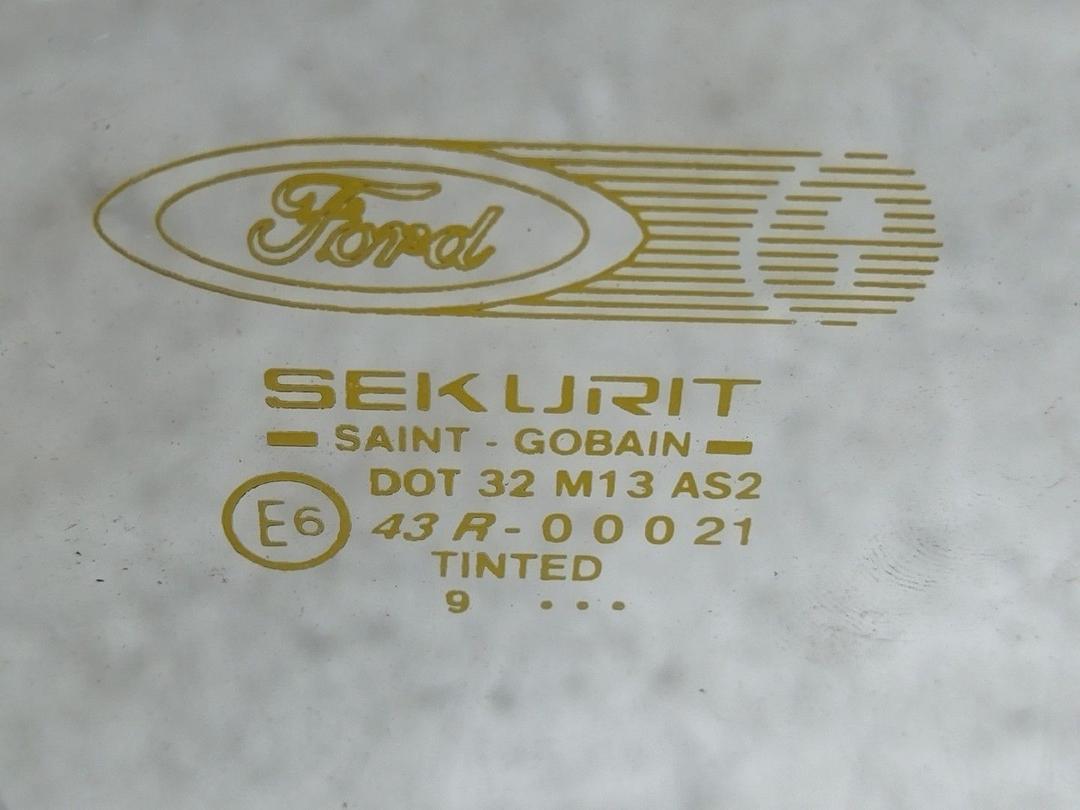 Ford
SEKURIT
SAINT - GOBAIN
DOT 32 M13 AS2
E6 43 R - 0 0 0 21
TINTED
9 ...